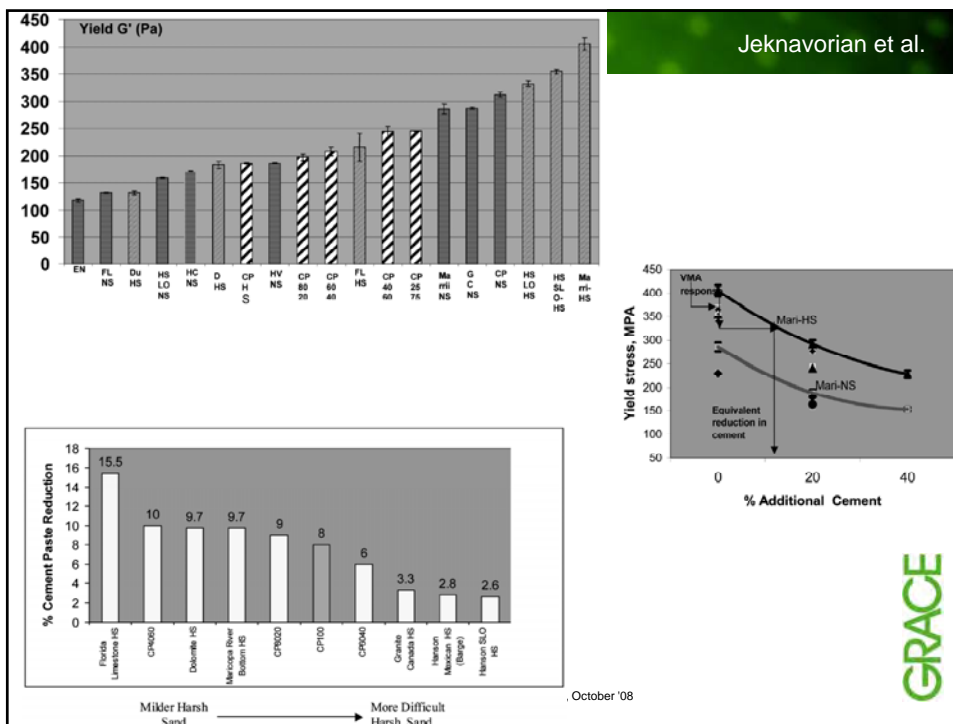 Jeknavorian et al.
Yield G' (Pa)
450
400
350
300
250
200
150
100
50
0
EN
FL NS
Du HS
HS LO NS
HC NS
D HS
CP H S
HV NS
CP 80 20
CP 60 40
FL HS
CP 40 60
CP 25 75
Ma rrii NS
G C NS
CP NS
HS LO HS
HS SL O- HS
Ma rri- HS
Yield stress, MPA
450
400
350
300
250
200
150
100
50
VMA
respons
Mari-HS
Mari-NS
Equivalent
reduction in
cement
0 20 40
% Additional Cement
% Cement Paste Reduction
18
16
14
12
10
8
6
4
2
0
15.5
10
9.7
9.7
9
8
6
3.3
2.8
2.6
Florida
Limestone HS
CP4060
Dolomite HS
Maricopa River
Bottom HS
CP8020
CP100
Granite
Canada HS
Hanson
Mexican HS
(Barge)
Hanson SLO
HS
Milder Harsh
Sand
More Difficult
Harsh Sand
, October '08
GRACE